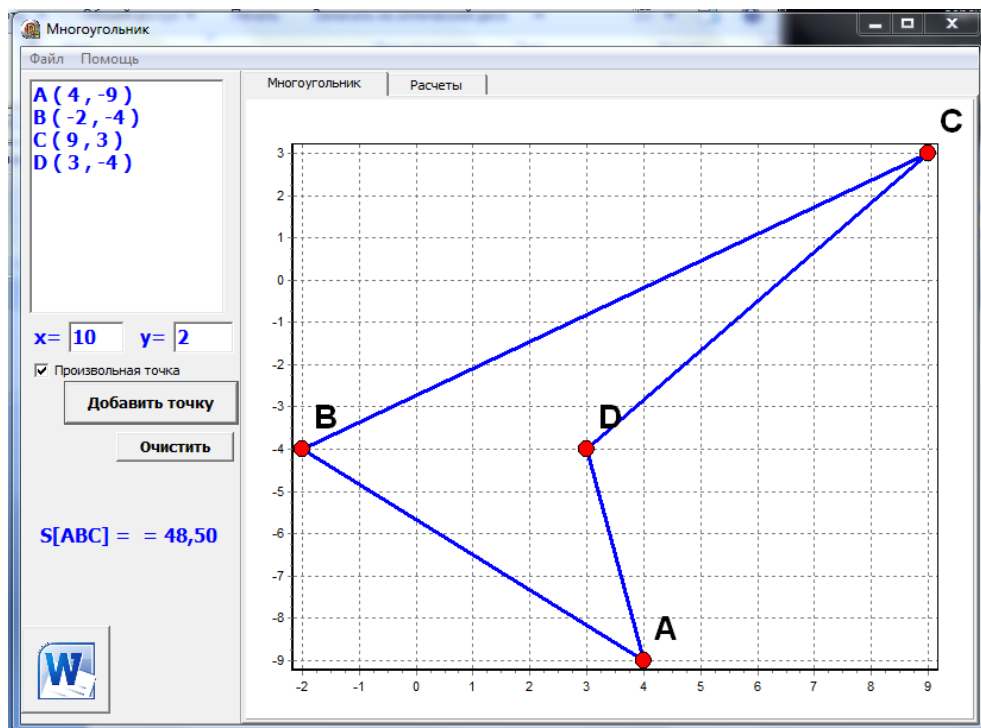 Многоугольник
Файл Помощь
A ( 4 , -9 )
B ( -2 , -4 )
C ( 9 , 3 )
D ( 3 , -4 )
x= 10 y= 2
Произвольная точка
Добавить точку
Очистить
S[ABC] = = 48,50
W
Многоугольник Расчеты
C
3
2
1
0
-1
-2
-3
B D
-4
-5
-6
-7
-8
A
-9
-2 -1 0 1 2 3 4 5 6 7 8 9